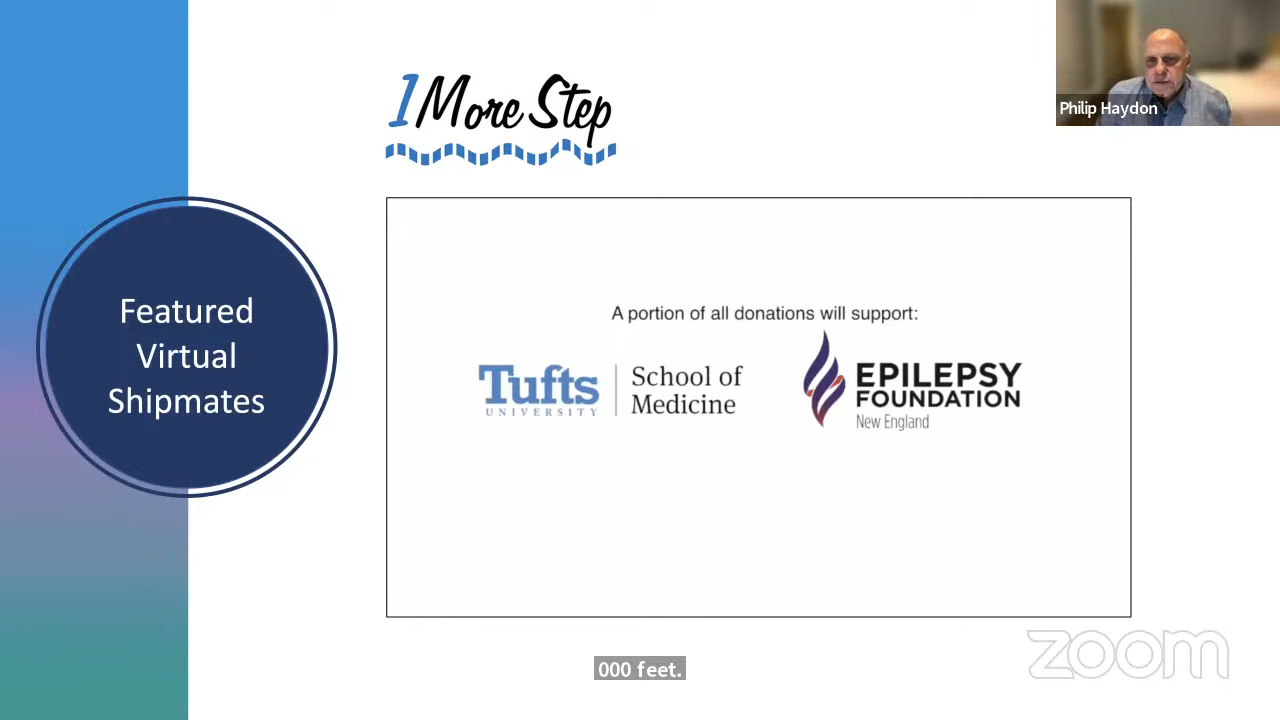 1 More Step
Philip Haydon
Featured
Virtual
Shipmates
A portion of all donations will support:
Tufts
UNIVERSITY
School of
Medicine
EPILEPSY
FOUNDATION
New England
000 feet.
zoom